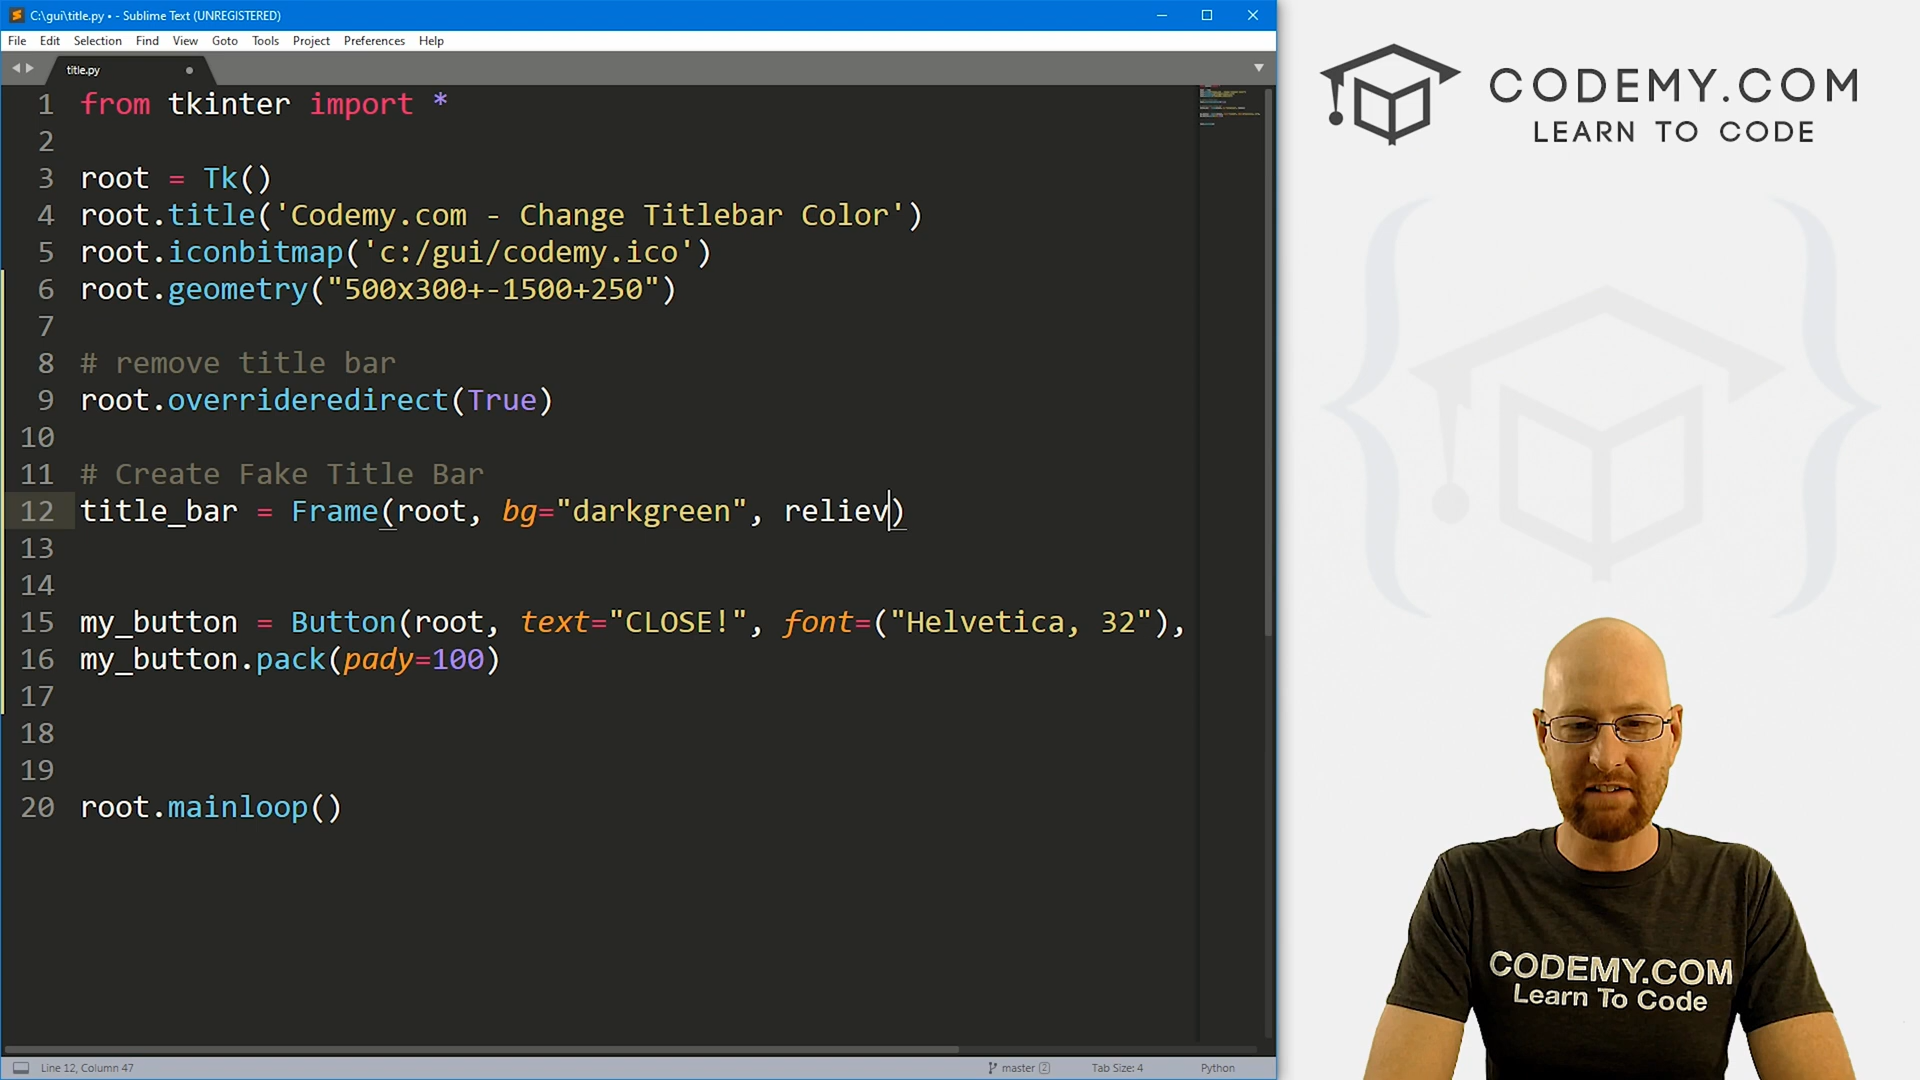 C:\gui\title.py • - Sublime Text (UNREGISTERED)
File Edit Selection Find View Goto Tools Project Preferences Help
title.py
1 from tkinter import *
2
3 root = Tk()
4 root.title('Codemy.com - Change Titlebar Color')
5 root.iconbitmap('c:/gui/codemy.ico')
6 root.geometry("500x300+-1500+250")
7
8 # remove title bar
9 root.overrideredirect(True)
10
11 # Create Fake Title Bar
12 title_bar = Frame(root, bg="darkgreen", reliev)
13
14
15 my_button = Button(root, text="CLOSE!", font=("Helvetica, 32"),
16 my_button.pack(pady=100)
17
18
19
20 root.mainloop()
Line 12, Column 47
master 2
Tab Size: 4
Python
CODEMY.COM
LEARN TO CODE
CODEMY.COM
Learn To Code